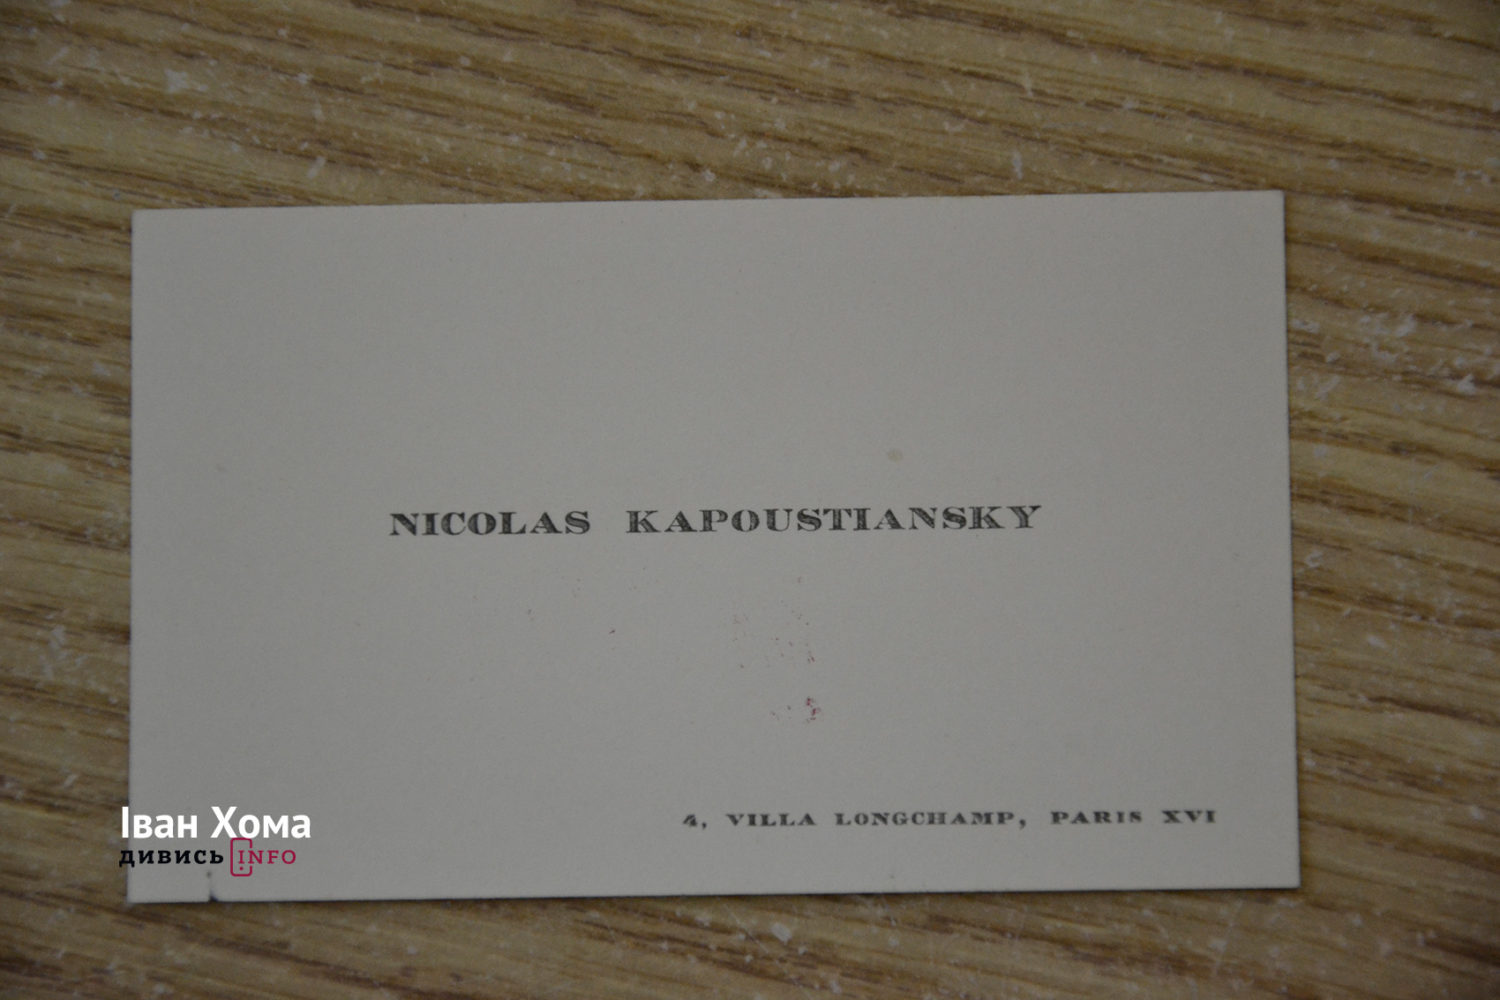 NICOLAS KAPOUSTIANSKY
4, VILLA LONGCHAMP, PARIS XVI
Іван Хома
дивись INFO